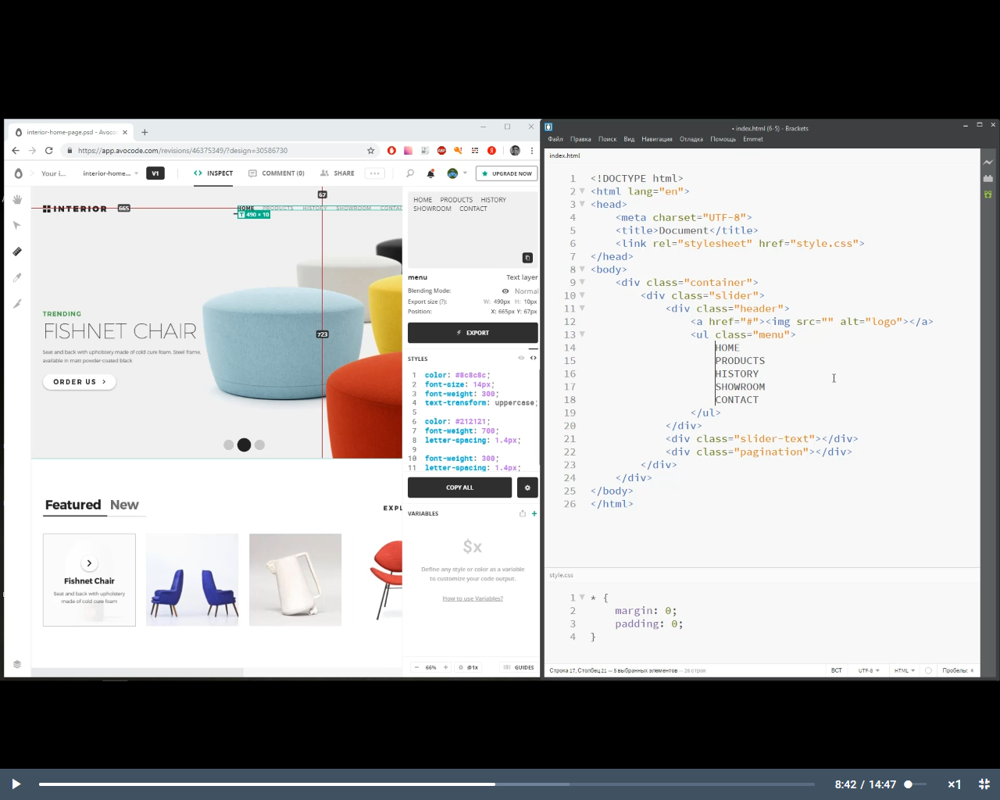 interior-home-page.psd - Avoco
https://app.avocode.com/revisions/46375349/?design=30586730
Your i...
interior-home...
V1
INSPECT
COMMENT (0)
SHARE
UPGRADE NOW
67
INTERIOR
665
HOME PRODUCTS HISTORY SHOWROOM CONTAC
T 490 × 10
TRENDING
FISHNET CHAIR
723
Seat and back with upholstery made of cold cure foam. Steel frame,
available in matt powder-coated black
ORDER US
Featured New
EXPL
Fishnet Chair
Seat and back with upholstery
made of cold cure foam
HOME PRODUCTS HISTORY
SHOWROOM CONTACT
menu Text layer
Blending Mode: Normal
Export size (?): W: 490px H: 10px
Position: X: 665px Y: 67px
EXPORT
STYLES
1 color: #8c8c8c;
2 font-size: 14px;
3 font-weight: 300;
4 text-transform: uppercase;
5
6 color: #212121;
7 font-weight: 700;
8 letter-spacing: 1.4px;
9
10 font-weight: 300;
11 letter-spacing: 1.4px;
COPY ALL
VARIABLES
$x
Define any style or color as a variable
to customize your code output.
How to use Variables?
66%
@1x
GUIDES
• index.html (6-5) - Brackets
Файл Правка Поиск Вид Навигация Отладка Помощь Emmet
index.html
1 <!DOCTYPE html>
2 <html lang="en">
3 <head>
4 <meta charset="UTF-8">
5 <title>Document</title>
6 <link rel="stylesheet" href="style.css">
7 </head>
8 <body>
9 <div class="container">
10 <div class="slider">
11 <div class="header">
12 <a href="#"><img src="" alt="logo"></a>
13 <ul class="menu">
14 HOME
15 PRODUCTS
16 HISTORY
17 SHOWROOM
18 CONTACT
19 </ul>
20 </div>
21 <div class="slider-text"></div>
22 <div class="pagination"></div>
23 </div>
24 </div>
25 </body>
26 </html>
style.css
1 * {
2 margin: 0;
3 padding: 0;
4 }
Строка 17, Столбец 21 — 5 выбранных элементов — 26 строк
ВСТ
UTF-8
HTML
Пробелы: 4
8:42 / 14:47
×1